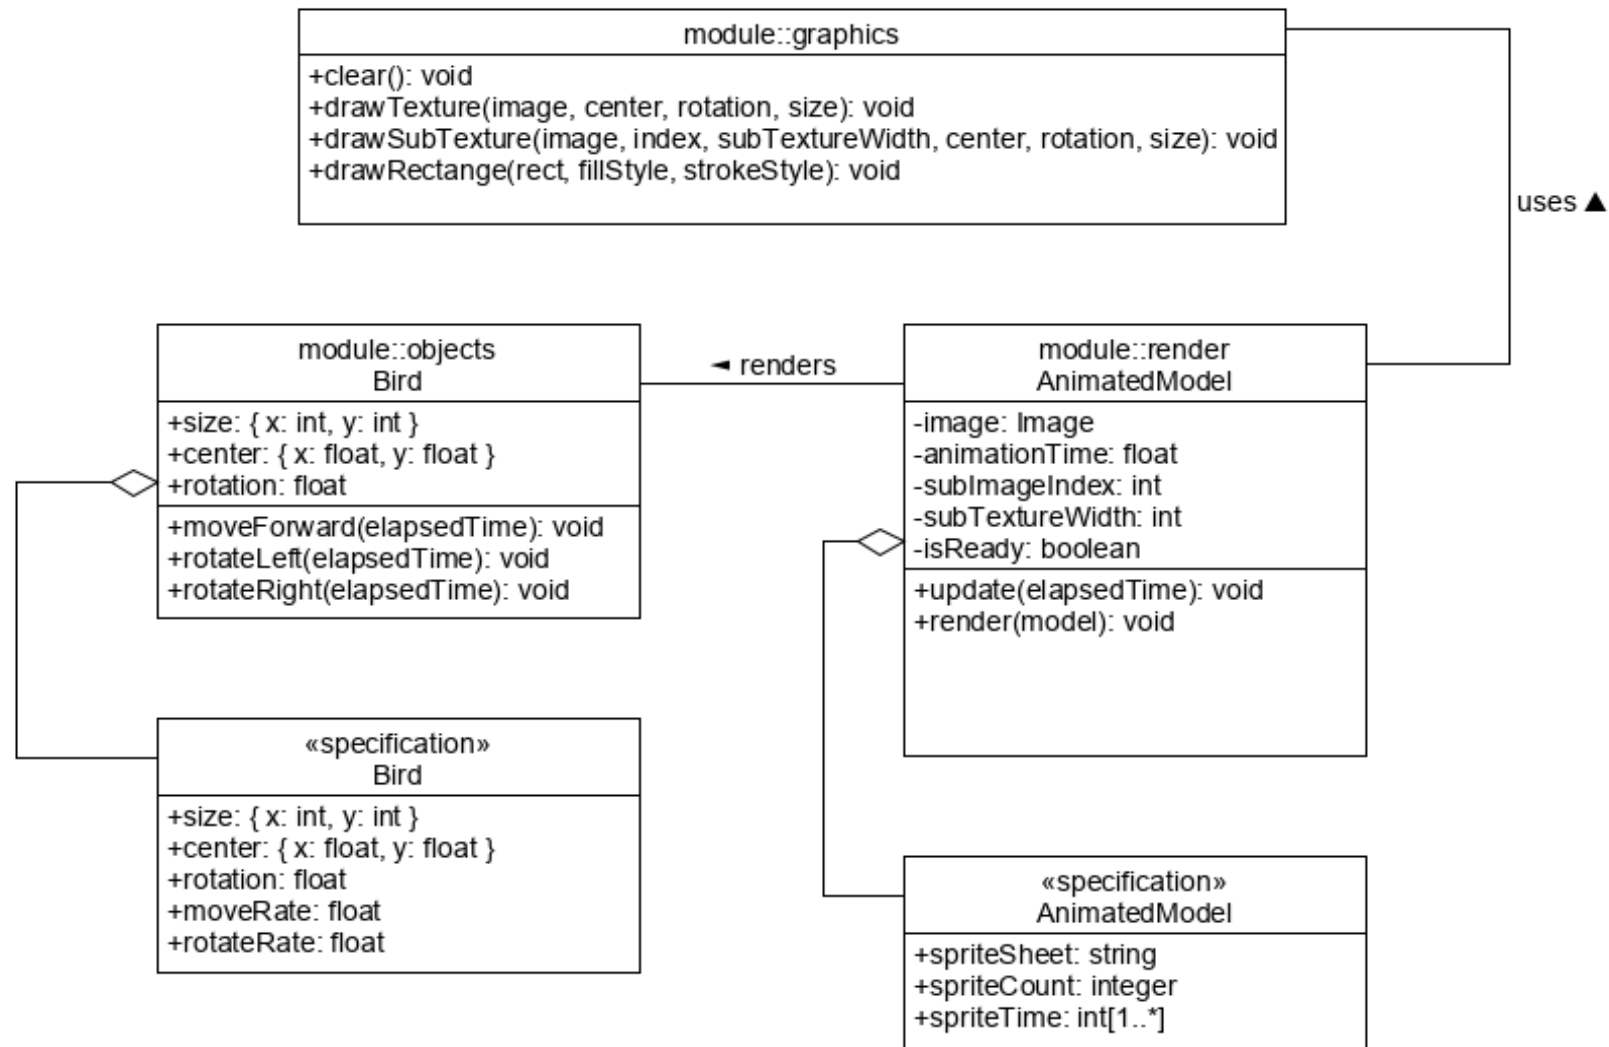 module::graphics
+clear(): void
+drawTexture(image, center, rotation, size): void
+drawSubTexture(image, index, subTextureWidth, center, rotation, size): void
+drawRectange(rect, fillStyle, strokeStyle): void
uses ▲
module::objects
Bird
+size: { x: int, y: int }
+center: { x: float, y: float }
+rotation: float
+moveForward(elapsedTime): void
+rotateLeft(elapsedTime): void
+rotateRight(elapsedTime): void
◄ renders
module::render
AnimatedModel
-image: Image
-animationTime: float
-subImageIndex: int
-subTextureWidth: int
-isReady: boolean
+update(elapsedTime): void
+render(model): void
«specification»
Bird
+size: { x: int, y: int }
+center: { x: float, y: float }
+rotation: float
+moveRate: float
+rotateRate: float
«specification»
AnimatedModel
+spriteSheet: string
+spriteCount: integer
+spriteTime: int[1..*]